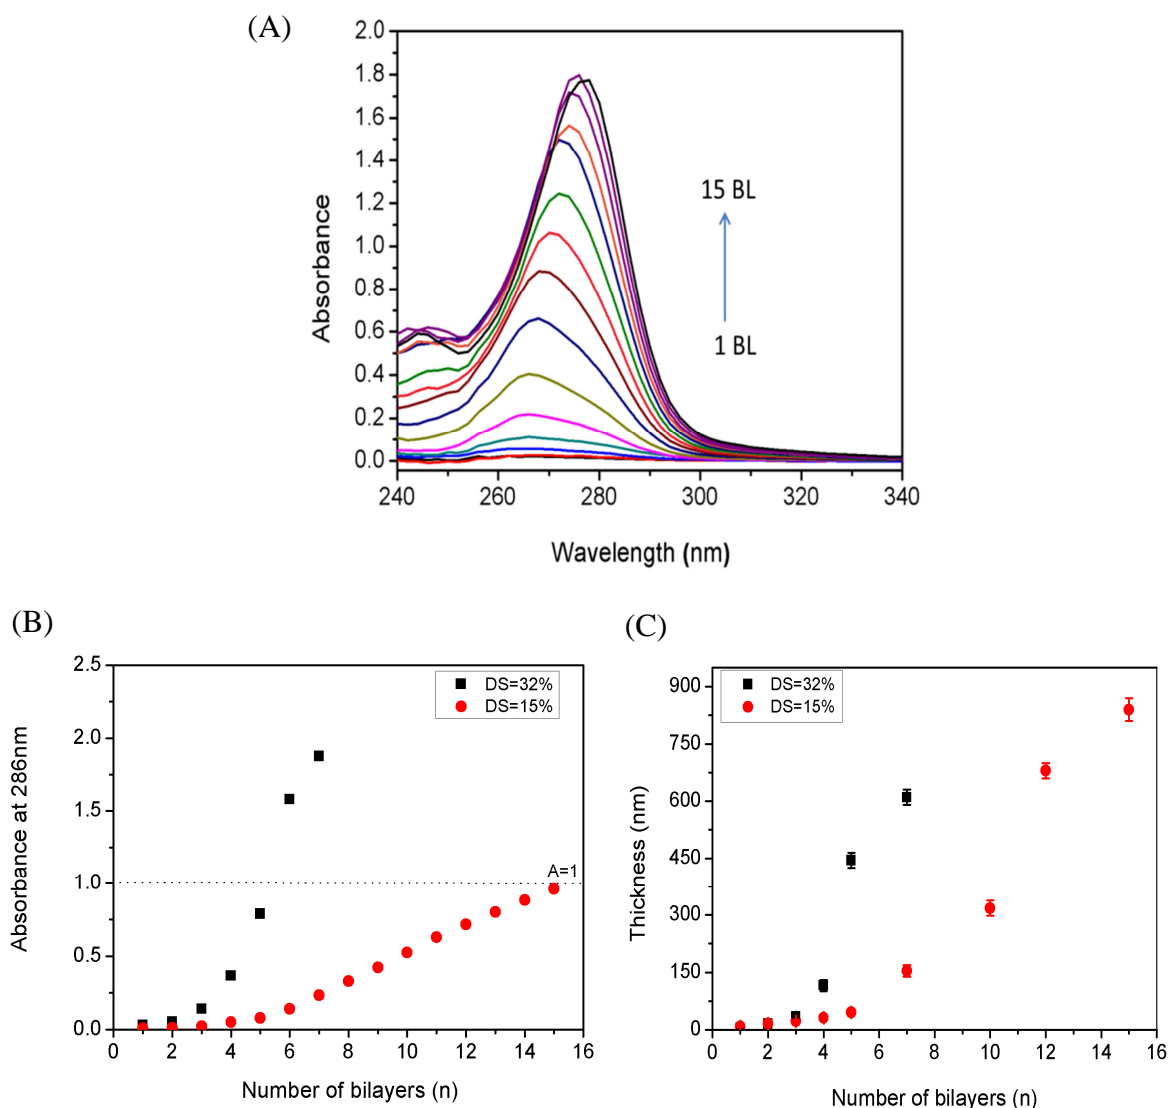 (A)
2.0
1.8
1.6
1.4
1.2
1.0
0.8
0.6
0.4
0.2
0.0
Absorbance
15 BL
1 BL
240 260 280 300 320 340
Wavelength (nm)
(B)
2.5
2.0
1.5
1.0
0.5
0.0
Absorbance at 286nm
DS=32%
DS=15%
A=1
0 2 4 6 8 10 12 14 16
Number of bilayers (n)
(C)
900
750
600
450
300
150
0
Thickness (nm)
DS=32%
DS=15%
0 2 4 6 8 10 12 14 16
Number of bilayers (n)